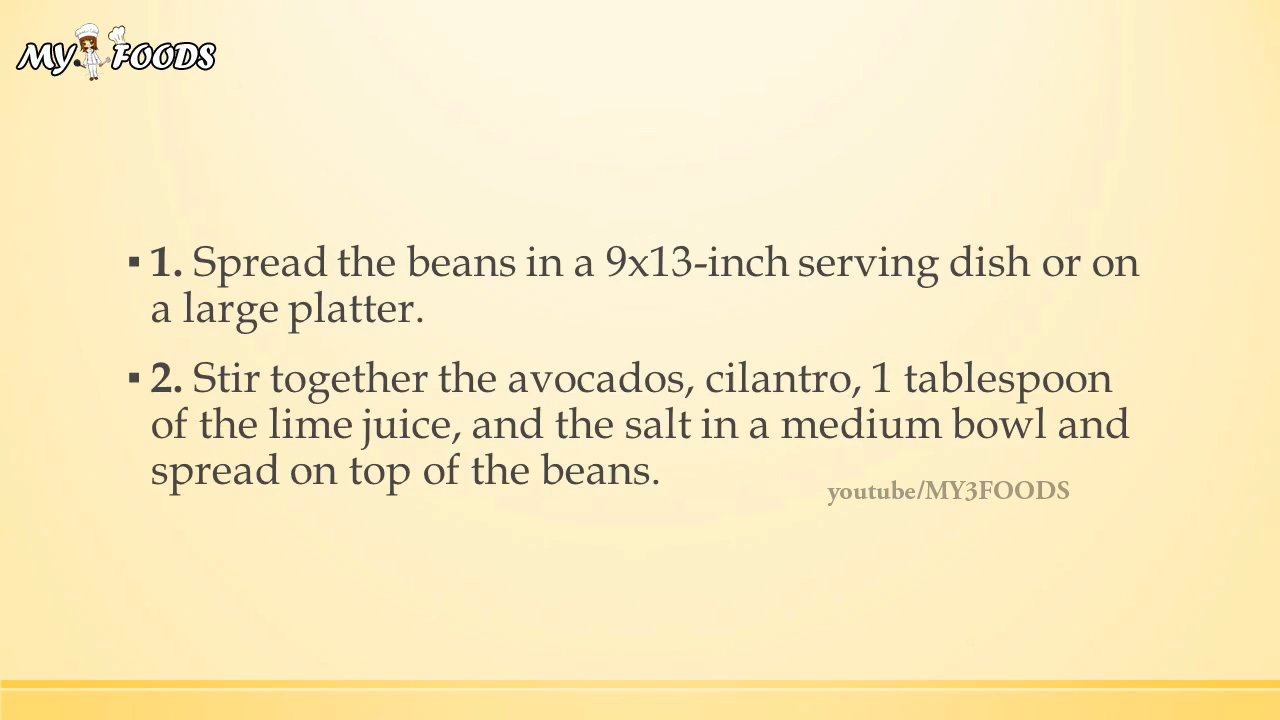 MY FOODS
▪ 1. Spread the beans in a 9x13-inch serving dish or on
a large platter.
▪ 2. Stir together the avocados, cilantro, 1 tablespoon
of the lime juice, and the salt in a medium bowl and
spread on top of the beans.
youtube/MY3FOODS